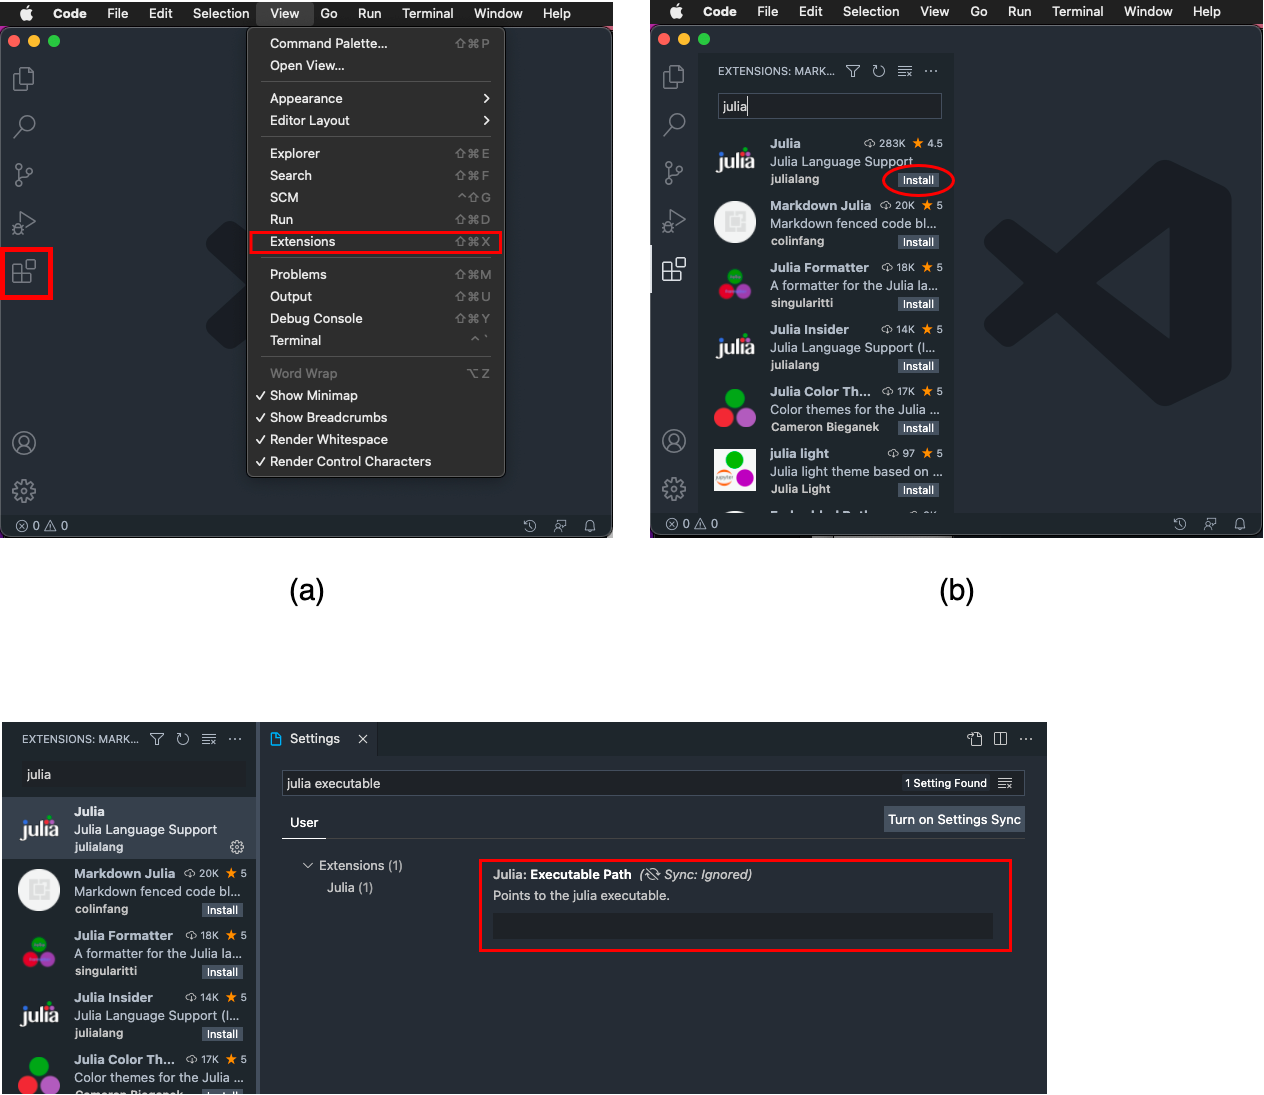 Code File Edit Selection View Go Run Terminal Window Help
Command Palette... ⇧⌘P
Open View...
Appearance
Editor Layout
Explorer ⇧⌘E
Search ⇧⌘F
SCM ⌃⇧G
Run ⇧⌘D
Extensions ⇧⌘X
Problems ⇧⌘M
Output ⇧⌘U
Debug Console ⇧⌘Y
Terminal ⌃`
Word Wrap ⌥Z
✓ Show Minimap
✓ Show Breadcrumbs
✓ Render Whitespace
✓ Render Control Characters
0 0
(a)
Code File Edit Selection View Go Run Terminal Window Help
EXTENSIONS: MARK...
julia
julia
Julia 283K 4.5
Julia Language Support
julialang Install
Markdown Julia 20K 5
Markdown fenced code bl...
colinfang Install
Julia Formatter 18K 5
A formatter for the Julia la...
singularitti Install
julia
Julia Insider 14K 5
Julia Language Support (I...
julialang Install
Julia Color Th... 17K 5
Color themes for the Julia ...
Cameron Bieganek Install
julia light 97 5
Julia light theme based on ...
Julia Light Install
0 0
(b)
EXTENSIONS: MARK...
julia
julia
Julia
Julia Language Support
julialang
Markdown Julia 20K 5
Markdown fenced code bl...
colinfang Install
Julia Formatter 18K 5
A formatter for the Julia la...
singularitti Install
julia
Julia Insider 14K 5
Julia Language Support (I...
julialang Install
Julia Color Th... 17K 5
Color themes for the Julia ...
Cameron Bieganek Install
Settings
julia executable 1 Setting Found
User Turn on Settings Sync
Extensions (1)
Julia (1)
Julia: Executable Path (Sync: Ignored)
Points to the julia executable.